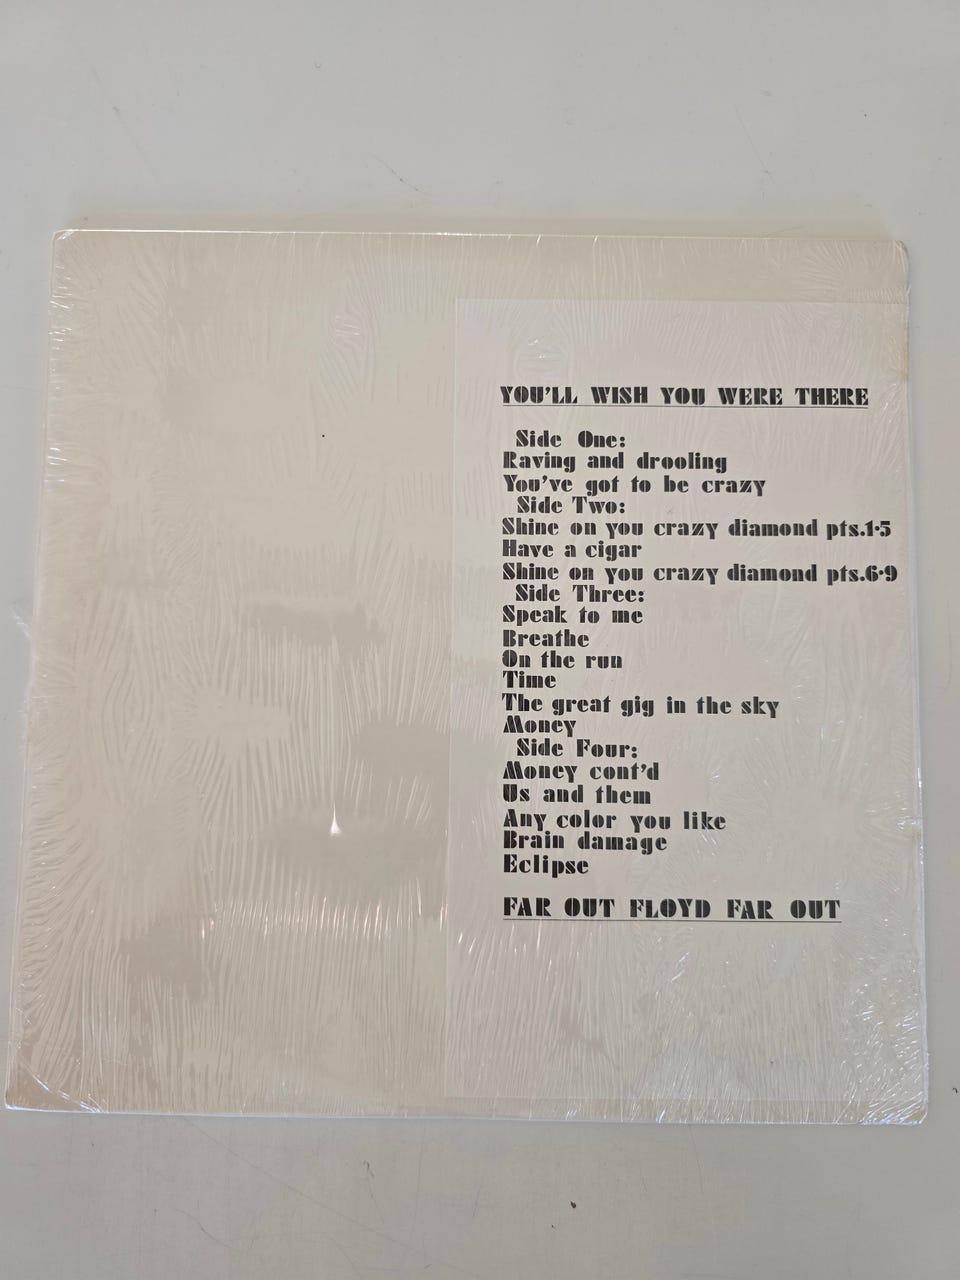 YOU'LL WISH YOU WERE THERE
Side One:
Raving and drooling
You've got to be crazy
Side Two:
Shine on you crazy diamond pts.1-5
Have a cigar
Shine on you crazy diamond pts.6-9
Side Three:
Speak to me
Breathe
On the run
Time
The great gig in the sky
Money
Side Four:
Money cont'd
Us and them
Any color you like
Brain damage
Eclipse
FAR OUT FLOYD FAR OUT